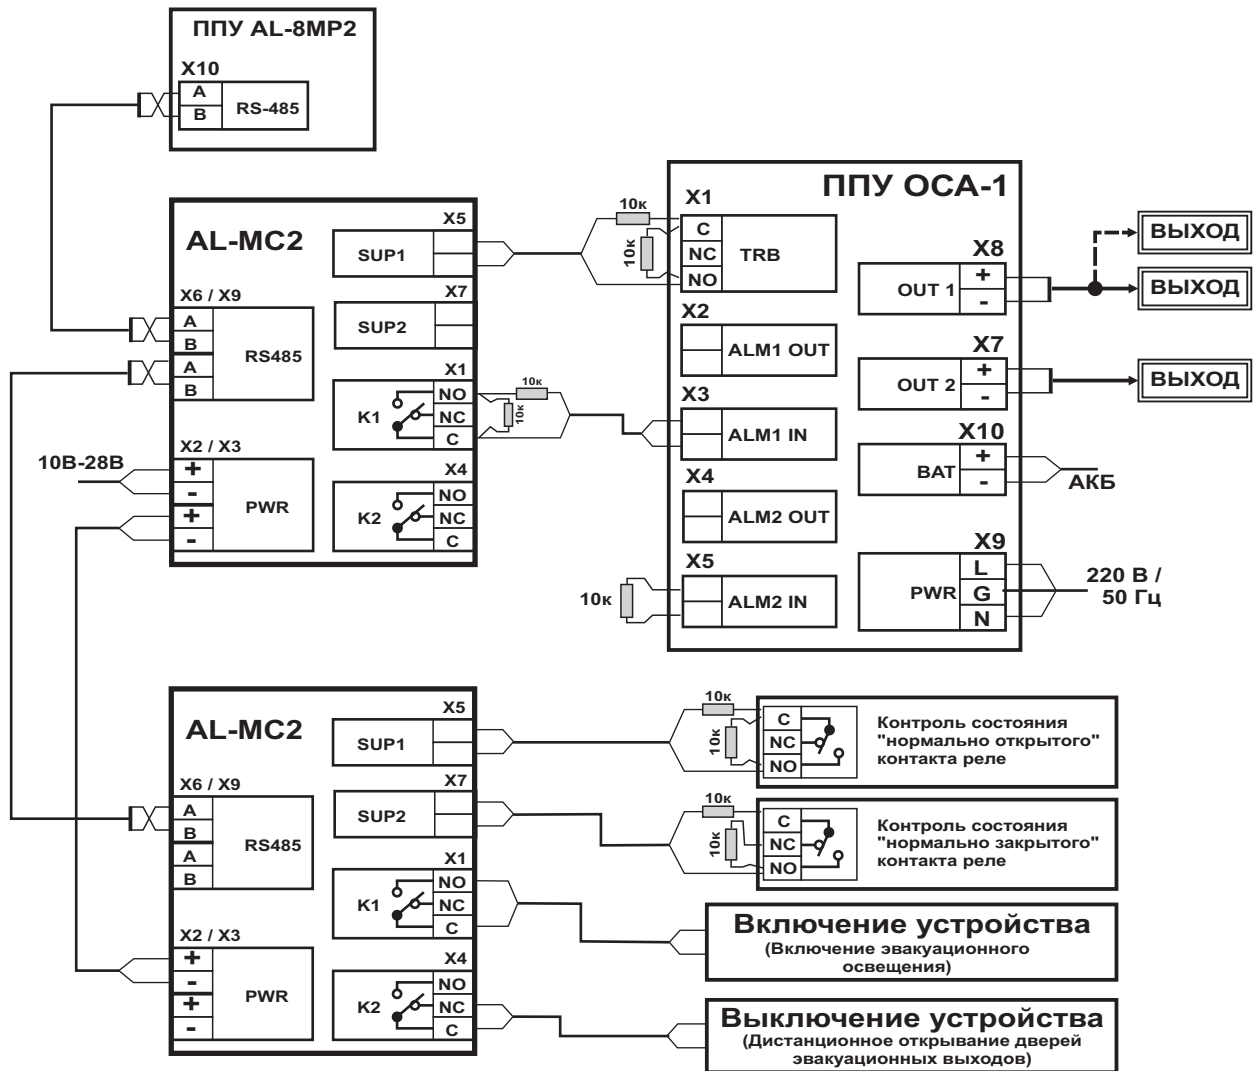 ППУ AL-8MP2
X10
A
B
RS-485
AL-MC2
X5
SUP1
X7
SUP2
X6 / X9
A
B
A
B
RS485
X1
K1
NO
NC
C
10к
10к
X2 / X3
10В-28В
+
-
+
-
PWR
X4
K2
NO
NC
C
ППУ ОСА-1
X1
10к
10к
C
NC
NO
TRB
X2
ALM1 OUT
X3
ALM1 IN
X4
ALM2 OUT
X5
10к
ALM2 IN
X8
OUT 1
+
-
ВЫХОД
ВЫХОД
X7
OUT 2
+
-
ВЫХОД
X10
BAT
+
-
АКБ
X9
PWR
L
G
N
220 В /
50 Гц
AL-MC2
X5
SUP1
X7
SUP2
X6 / X9
A
B
A
B
RS485
X1
K1
NO
NC
C
X2 / X3
+
-
+
-
PWR
X4
K2
NO
NC
C
10к
10к
C
NC
NO
Контроль состояния
"нормально открытого"
контакта реле
10к
10к
C
NC
NO
Контроль состояния
"нормально закрытого"
контакта реле
Включение устройства
(Включение эвакуационного
освещения)
Выключение устройства
(Дистанционное открывание дверей
эвакуационных выходов)